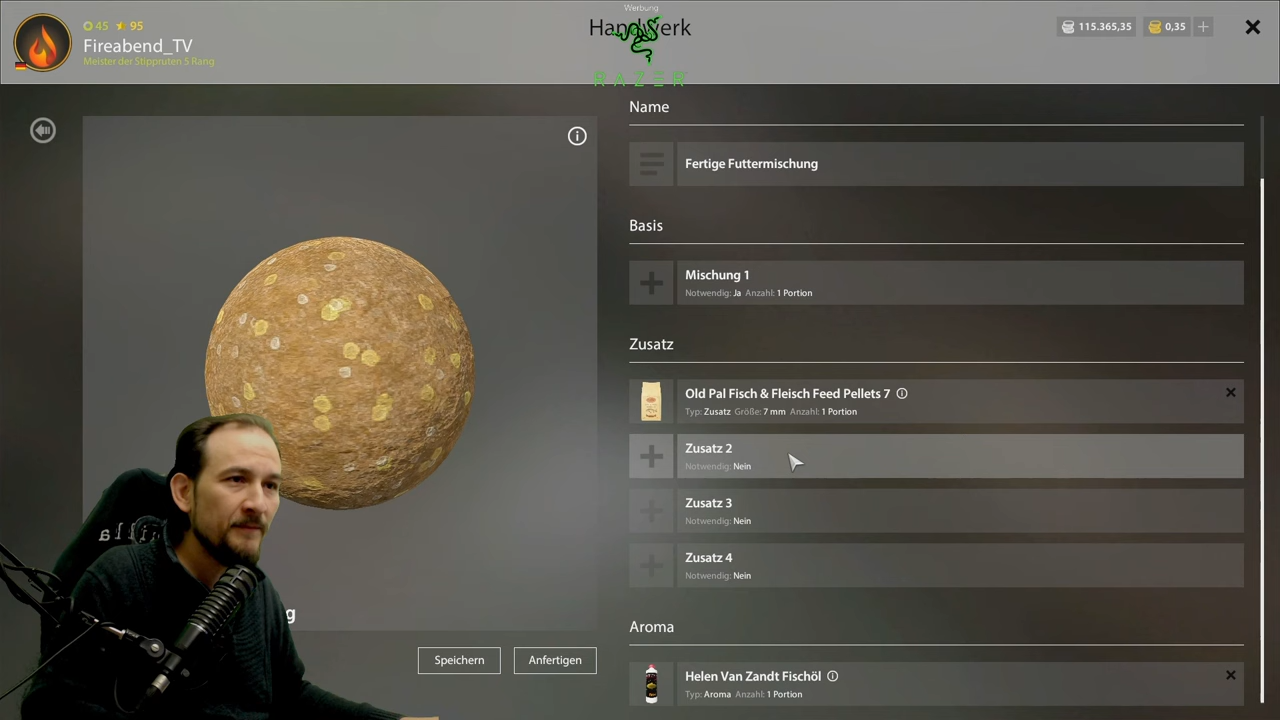 Werbung
Handwerk
RAZER
45 95
Fireabend_TV
Meister der Stippruten 5 Rang
115.365,35
0,35
Name
Fertige Futtermischung
Basis
Mischung 1
Notwendig: Ja Anzahl: 1 Portion
Zusatz
Old Pal Fisch & Fleisch Feed Pellets 7
Typ: Zusatz Größe: 7 mm Anzahl: 1 Portion
Zusatz 2
Notwendig: Nein
Zusatz 3
Notwendig: Nein
Zusatz 4
Notwendig: Nein
Aroma
Helen Van Zandt Fischöl
Typ: Aroma Anzahl: 1 Portion
g
Speichern
Anfertigen